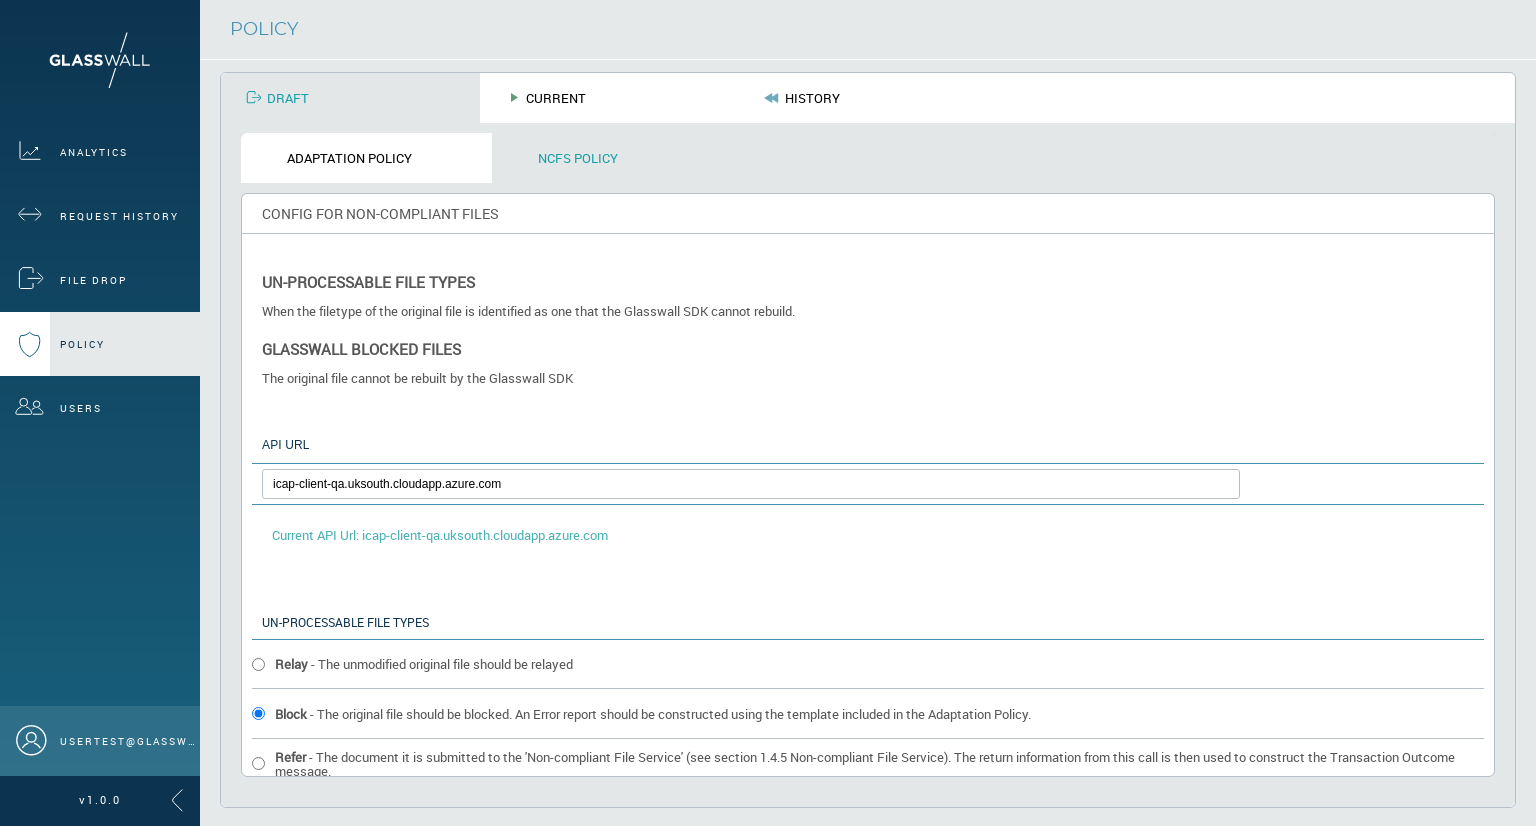 GLASSWALL
ANALYTICS
REQUEST HISTORY
FILE DROP
POLICY
USERS
USERTEST@GLASSW...
v1.0.0
POLICY
DRAFT
CURRENT
HISTORY
ADAPTATION POLICY
NCFS POLICY
CONFIG FOR NON-COMPLIANT FILES
UN-PROCESSABLE FILE TYPES
When the filetype of the original file is identified as one that the Glasswall SDK cannot rebuild.
GLASSWALL BLOCKED FILES
The original file cannot be rebuilt by the Glasswall SDK
API URL
icap-client-qa.uksouth.cloudapp.azure.com
Current API Url: icap-client-qa.uksouth.cloudapp.azure.com
UN-PROCESSABLE FILE TYPES
Relay - The unmodified original file should be relayed
Block - The original file should be blocked. An Error report should be constructed using the template included in the Adaptation Policy.
Refer - The document it is submitted to the 'Non-compliant File Service' (see section 1.4.5 Non-compliant File Service). The return information from this call is then used to construct the Transaction Outcome
message.